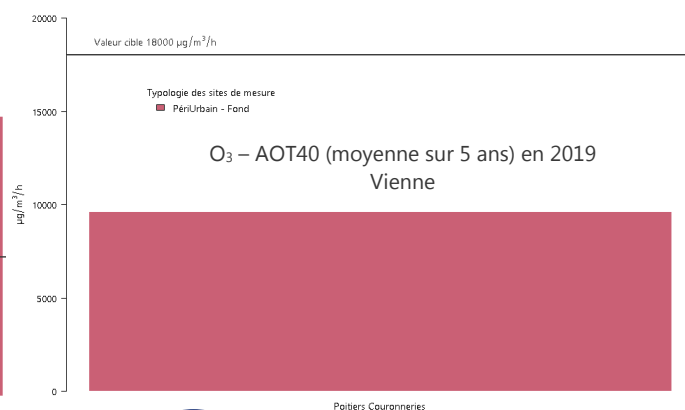 20000
Valeur cible 18000 µg/m³/h
Typologie des sites de mesure
PériUrbain - Fond
15000
O₃ – AOT40 (moyenne sur 5 ans) en 2019
Vienne
µg/m³/h
10000
5000
0
Poitiers Couronneries